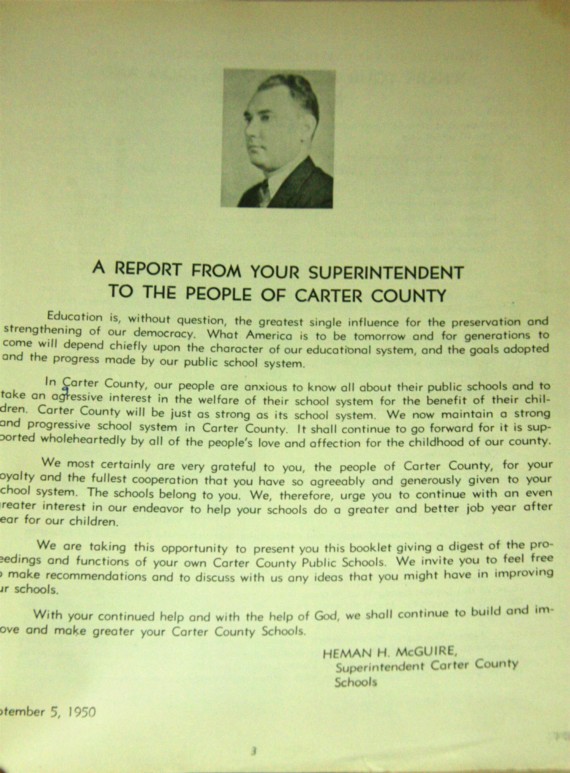 A REPORT FROM YOUR SUPERINTENDENT
TO THE PEOPLE OF CARTER COUNTY
Education is, without question, the greatest single influence for the preservation and
strengthening of our democracy. What America is to be tomorrow and for generations to
come will depend chiefly upon the character of our educational system, and the goals adopted
and the progress made by our public school system.
In Carter County, our people are anxious to know all about their public schools and to
take an agressive interest in the welfare of their school system for the benefit of their chil-
dren. Carter County will be just as strong as its school system. We now maintain a strong
and progressive school system in Carter County. It shall continue to go forward for it is sup-
ported wholeheartedly by all of the people's love and affection for the childhood of our county.
We most certainly are very grateful to you, the people of Carter County, for your
oyalty and the fullest cooperation that you have so agreeably and generously given to your
chool system. The schools belong to you. We, therefore, urge you to continue with an even
reater interest in our endeavor to help your schools do a greater and better job year after
ear for our children.
We are taking this opportunity to present you this booklet giving a digest of the pro-
eedings and functions of your own Carter County Public Schools. We invite you to feel free
o make recommendations and to discuss with us any ideas that you might have in improving
ur schools.
With your continued help and with the help of God, we shall continue to build and im-
ove and make greater your Carter County Schools.
HEMAN H. McGUIRE,
Superintendent Carter County
Schools
ptember 5, 1950
3